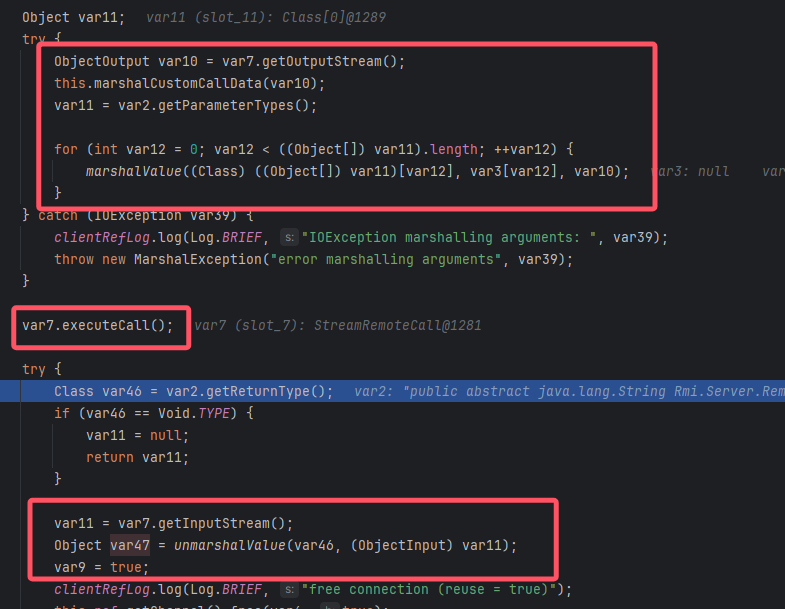 Object var11;   var11 (slot_11): Class[0]@1289
try {
ObjectOutput var10 = var7.getOutputStream();
this.marshalCustomCallData(var10);
var11 = var2.getParameterTypes();
for (int var12 = 0; var12 < ((Object[]) var11).length; ++var12) {
marshalValue((Class) ((Object[]) var11)[var12], var3[var12], var10);   var3: null
}
} catch (IOException var39) {
clientRefLog.log(Log.BRIEF, s: "IOException marshalling arguments: ", var39);
throw new MarshalException("error marshalling arguments", var39);
}
var7.executeCall();   var7 (slot_7): StreamRemoteCall@1281
try {
Class var46 = var2.getReturnType();   var2: "public abstract java.lang.String Rmi.Server.Rem
if (var46 == Void.TYPE) {
var11 = null;
return var11;
}
var11 = var7.getInputStream();
Object var47 = unmarshalValue(var46, (ObjectInput) var11);
var9 = true;
clientRefLog.log(Log.BRIEF, s: "free connection (reuse = true)");